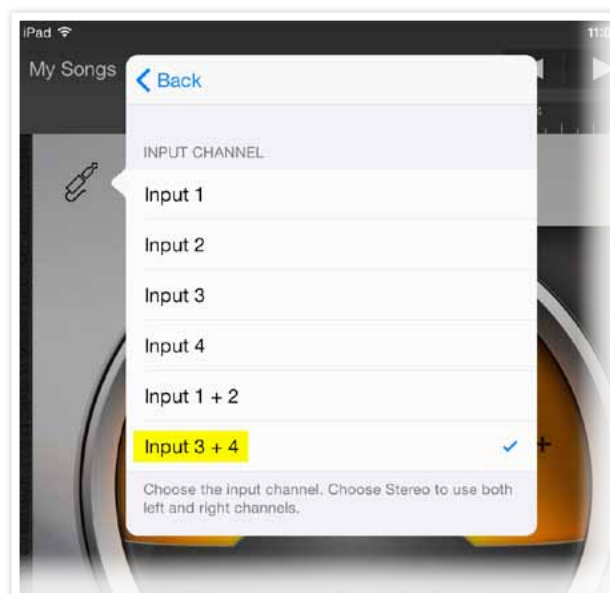 iPad
My Songs
Back
INPUT CHANNEL
Input 1
Input 2
Input 3
Input 4
Input 1 + 2
Input 3 + 4
Choose the input channel. Choose Stereo to use both
left and right channels.